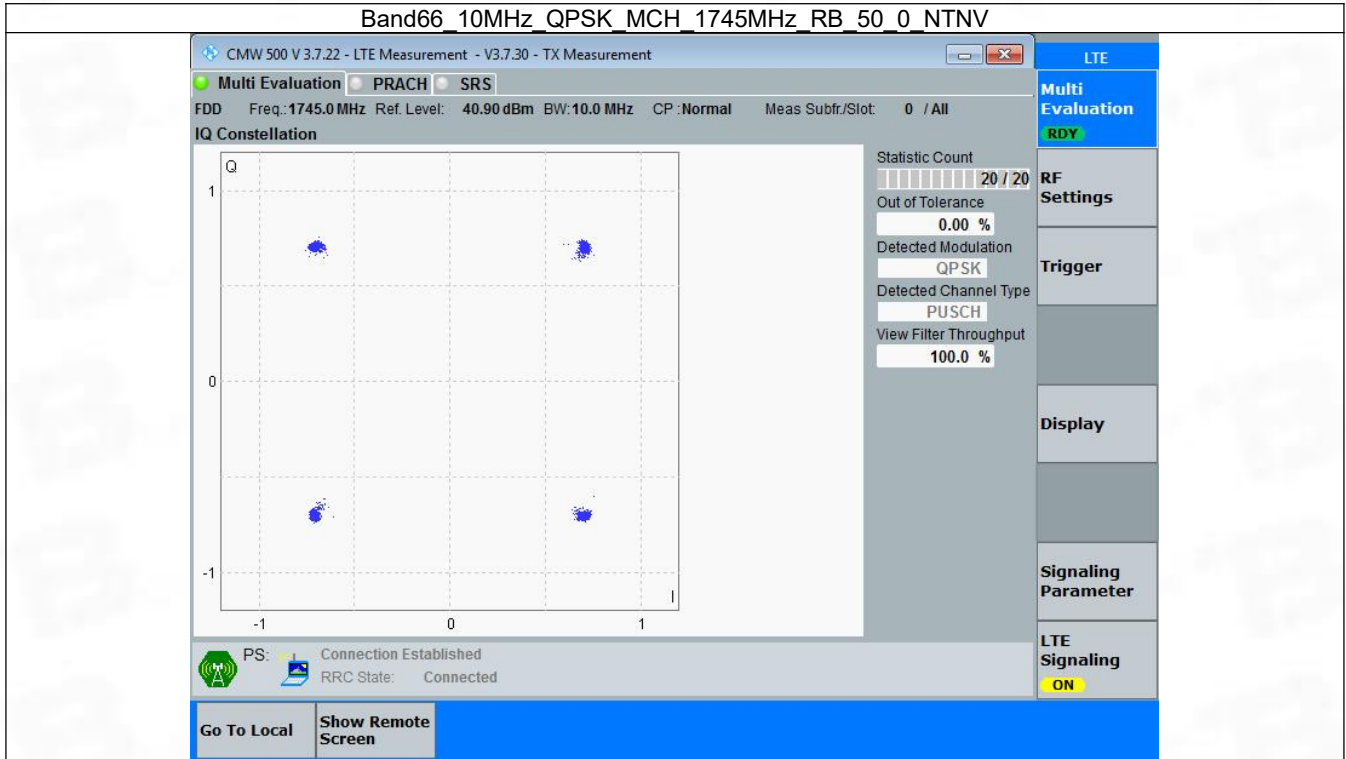 Band66_10MHz_QPSK_MCH_1745MHz_RB_50_0_NTNV
CMW 500 V 3.7.22 - LTE Measurement - V3.7.30 - TX Measurement
LTE
Multi Evaluation PRACH SRS
Multi
Evaluation
RDY
FDD Freq.:1745.0 MHz Ref. Level: 40.90 dBm BW:10.0 MHz CP :Normal Meas Subfr./Slot: 0 / All
IQ Constellation
Q
1
0
-1
I
-1 0 1
Statistic Count
20 / 20
Out of Tolerance
0.00 %
Detected Modulation
QPSK
Detected Channel Type
PUSCH
View Filter Throughput
100.0 %
RF
Settings
Trigger
Display
Signaling
Parameter
LTE
Signaling
ON
PS: Connection Established
RRC State: Connected
Go To Local
Show Remote
Screen